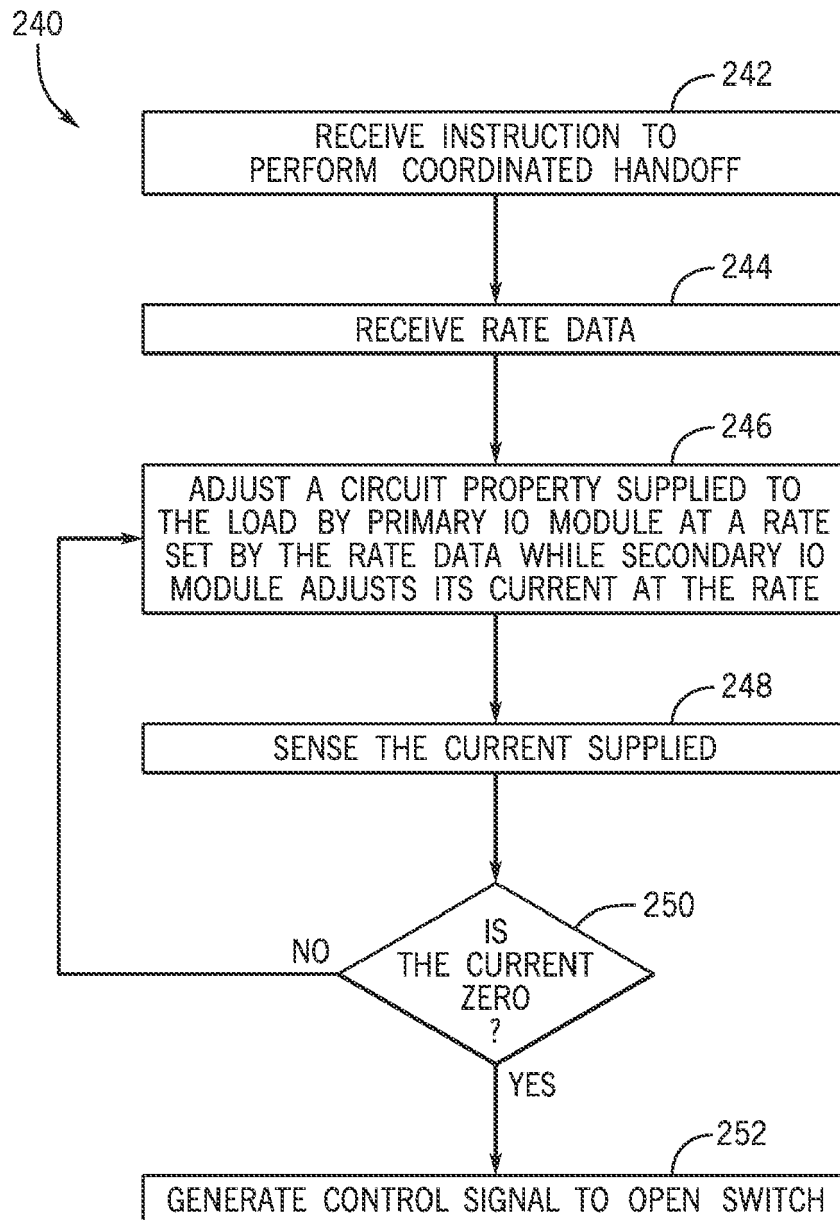 240
242
RECEIVE INSTRUCTION TO
PERFORM COORDINATED HANDOFF
244
RECEIVE RATE DATA
246
ADJUST A CIRCUIT PROPERTY SUPPLIED TO
THE LOAD BY PRIMARY IO MODULE AT A RATE
SET BY THE RATE DATA WHILE SECONDARY IO
MODULE ADJUSTS ITS CURRENT AT THE RATE
248
SENSE THE CURRENT SUPPLIED
250
IS
THE CURRENT
ZERO
?
NO
YES
252
GENERATE CONTROL SIGNAL TO OPEN SWITCH